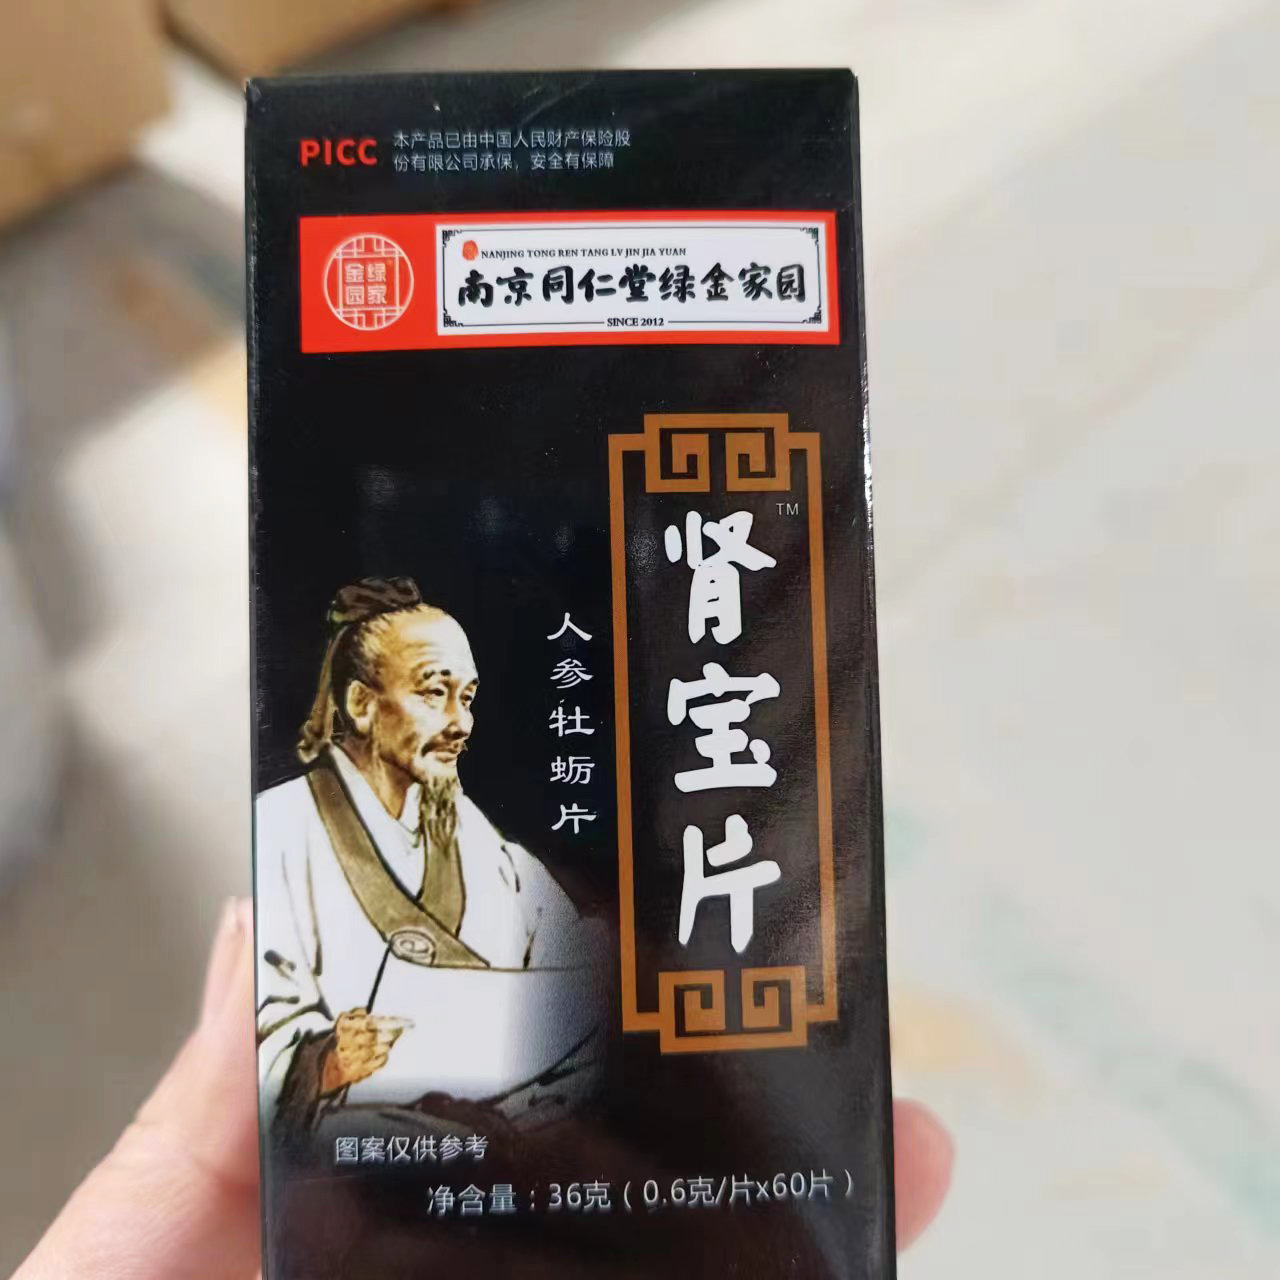 PICC 本产品已由中国人民财产保险股
份有限公司承保，安全有保障
金绿
园家
NANJING TONG REN TANG LV JIN JIA YUAN
南京同仁堂绿金家园
SINCE 2012
肾宝片 TM
人参牡蛎片
图案仅供参考
净含量：36克（0.6克/片x60片）